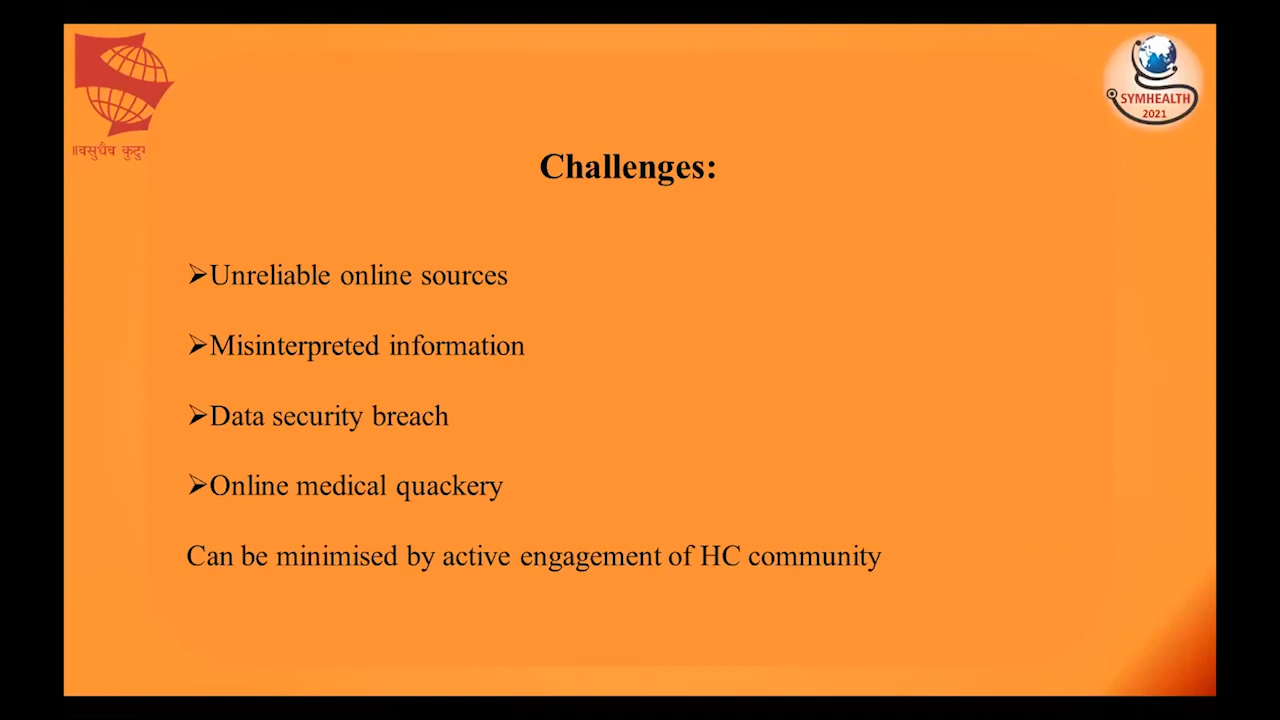 ॥वसुधैव
SYMHEALTH
2021
Challenges:
➢Unreliable online sources
➢Misinterpreted information
➢Data security breach
➢Online medical quackery
Can be minimised by active engagement of HC community